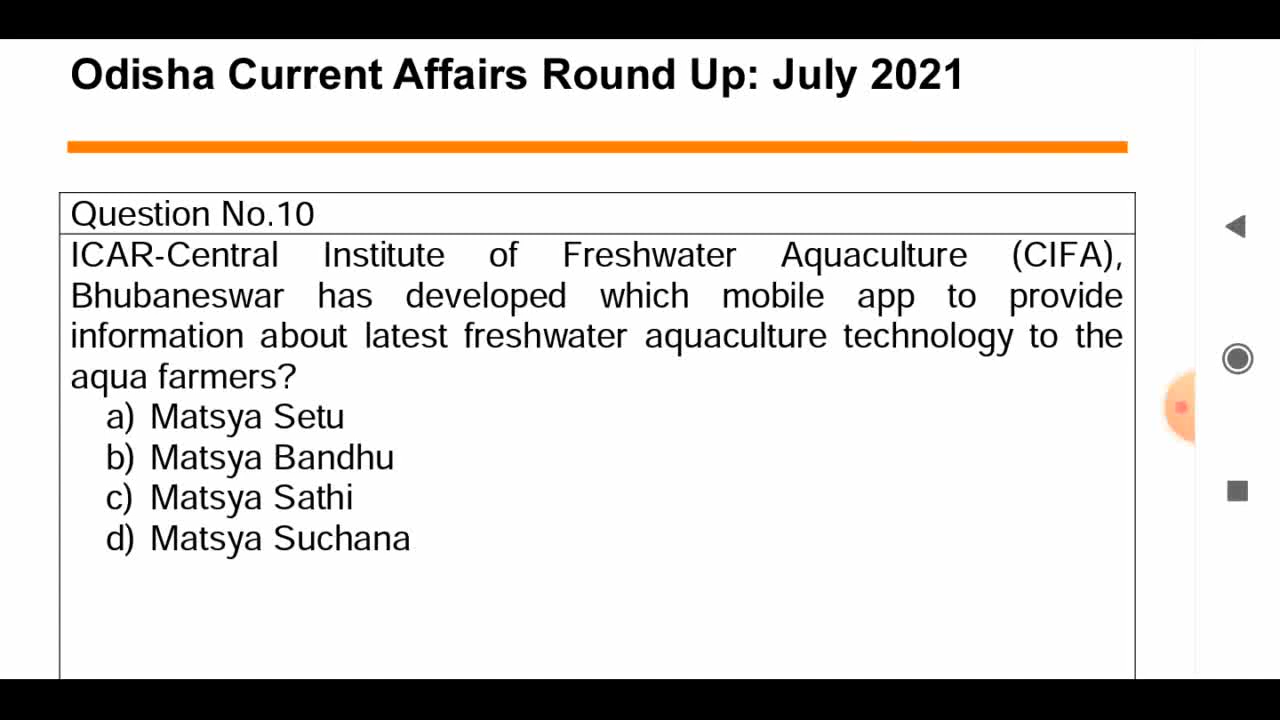 Odisha Current Affairs Round Up: July 2021
Question No.10
ICAR-Central Institute of Freshwater Aquaculture (CIFA),
Bhubaneswar has developed which mobile app to provide
information about latest freshwater aquaculture technology to the
aqua farmers?
a) Matsya Setu
b) Matsya Bandhu
c) Matsya Sathi
d) Matsya Suchana